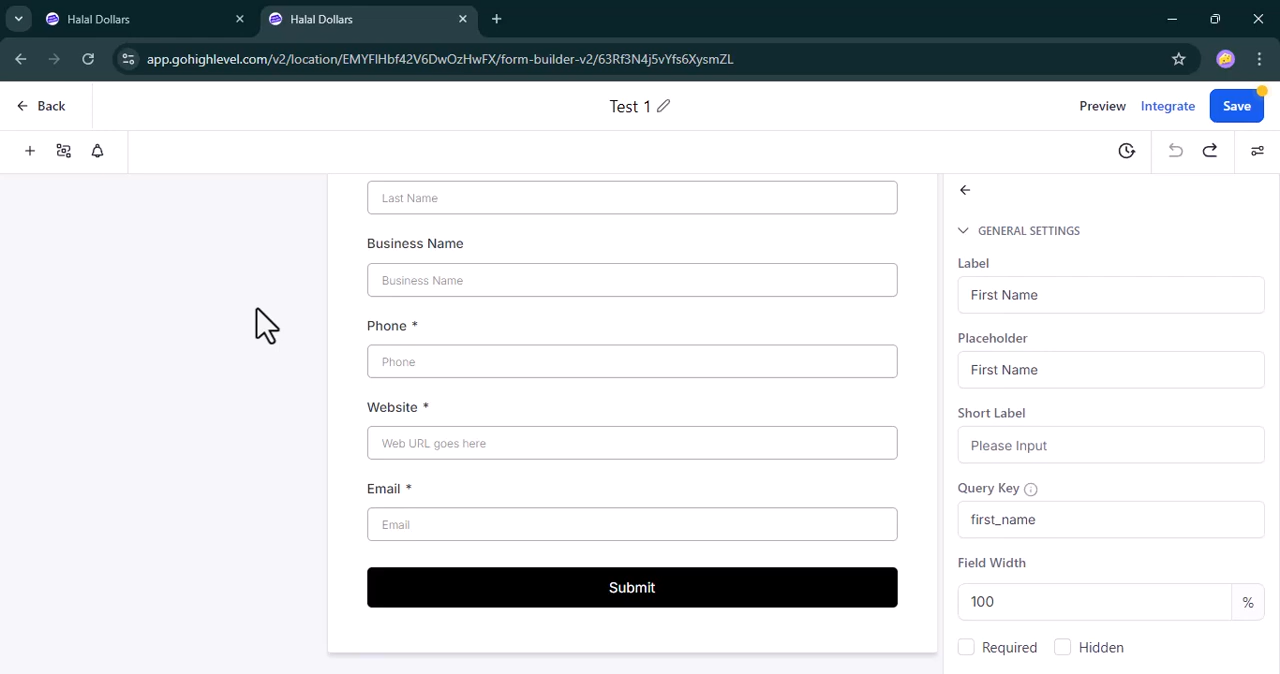 Halal Dollars
Halal Dollars
app.gohighlevel.com/v2/location/EMYFlHbf42V6DwOzHwFX/form-builder-v2/63Rf3N4j5vYfs6XysmZL
Back
Test 1
Preview
Integrate
Save
Last Name
Business Name
Business Name
Phone *
Phone
Website *
Web URL goes here
Email *
Email
Submit
GENERAL SETTINGS
Label
First Name
Placeholder
First Name
Short Label
Please Input
Query Key
first_name
Field Width
100 %
Required Hidden